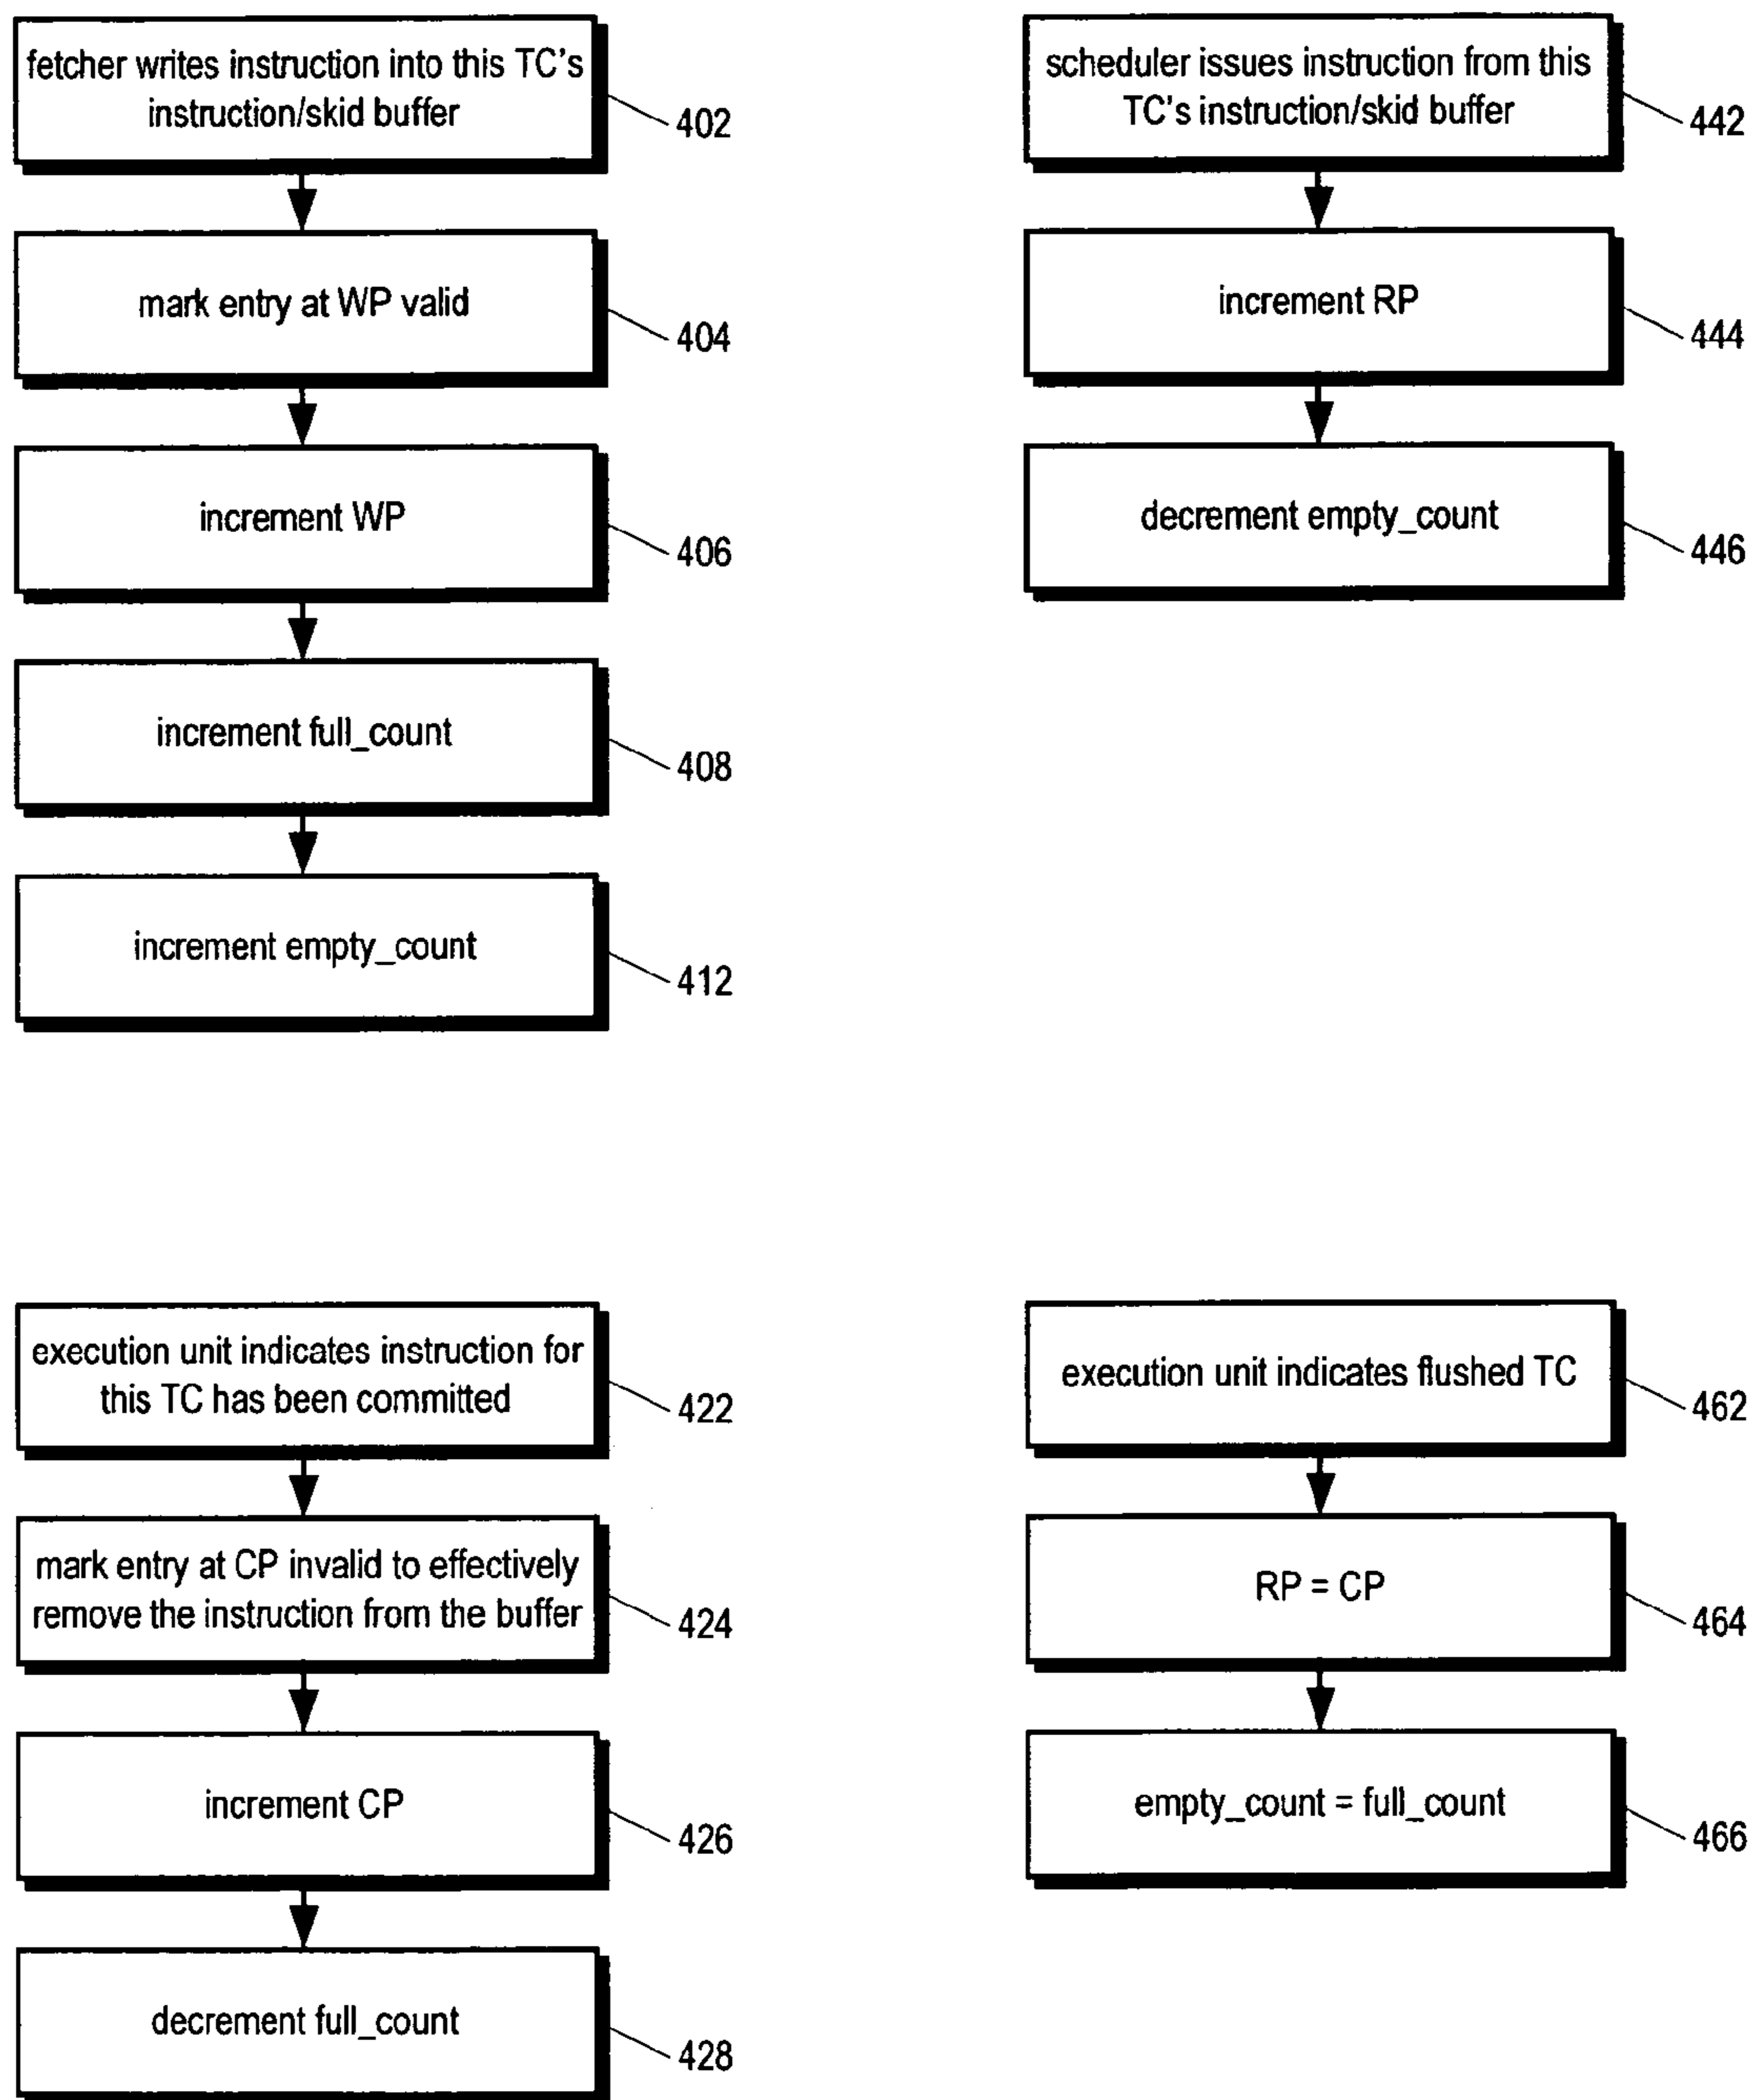 fetcher writes instruction into this TC's
instruction/skid buffer
402
mark entry at WP valid
404
increment WP
406
increment full_count
408
increment empty_count
412
scheduler issues instruction from this
TC's instruction/skid buffer
442
increment RP
444
decrement empty_count
446
execution unit indicates instruction for
this TC has been committed
422
mark entry at CP invalid to effectively
remove the instruction from the buffer
424
increment CP
426
decrement full_count
428
execution unit indicates flushed TC
462
RP = CP
464
empty_count = full_count
466